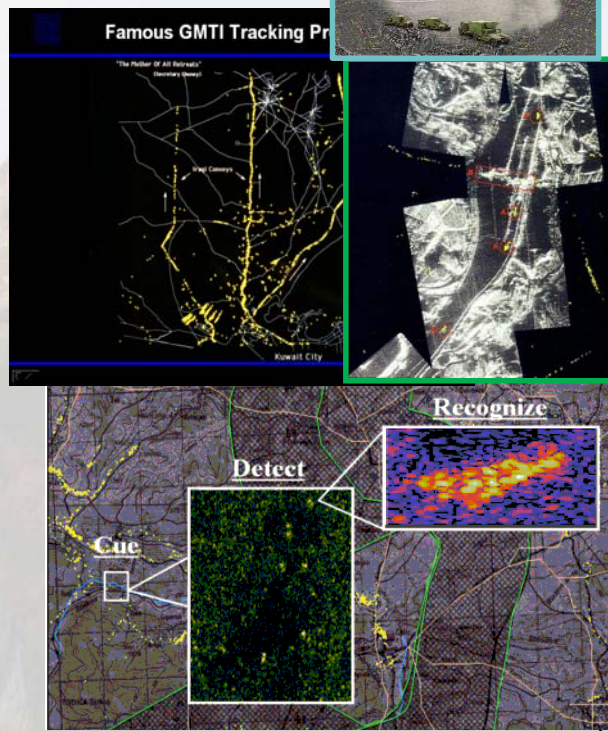 Famous GMTI Tracking Pr
"The Mother Of All Retreats"
(Secretary Cheney)
Iraqi Convoys
Kuwait City
Recognize
Detect
Cue